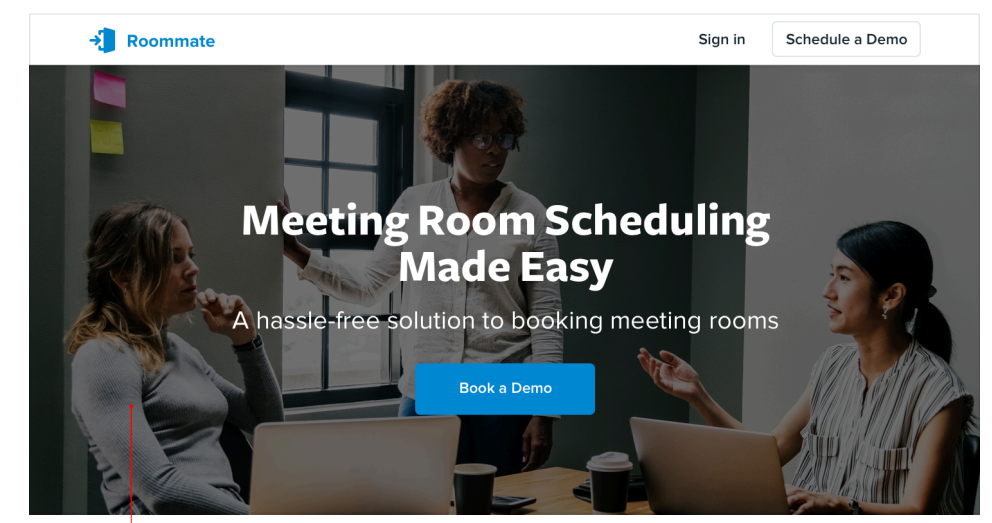 Roommate
Sign in
Schedule a Demo
Meeting Room Scheduling
Made Easy
A hassle-free solution to booking meeting rooms
Book a Demo